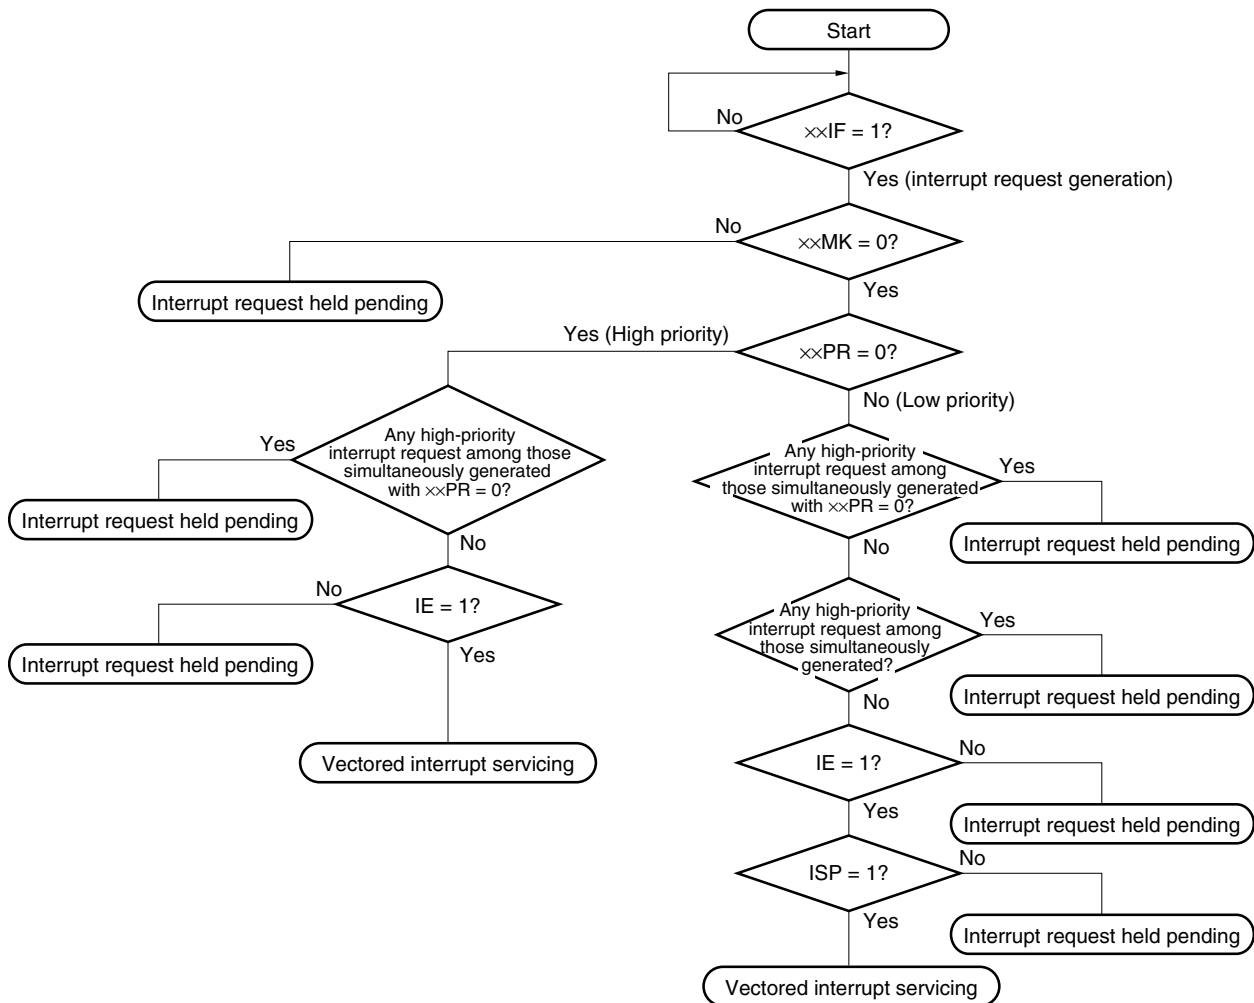 Start
No
××IF = 1?
Yes (interrupt request generation)
No
××MK = 0?
Interrupt request held pending
Yes
Yes (High priority)
××PR = 0?
No (Low priority)
Yes
Any high-priority
interrupt request among those
simultaneously generated
with ××PR = 0?
Interrupt request held pending
No
No
IE = 1?
Interrupt request held pending
Yes
Vectored interrupt servicing
Any high-priority
interrupt request among
those simultaneously generated
with ××PR = 0?
Yes
Interrupt request held pending
No
Any high-priority
interrupt request among
those simultaneously
generated?
Yes
Interrupt request held pending
No
IE = 1?
No
Interrupt request held pending
Yes
ISP = 1?
No
Interrupt request held pending
Yes
Vectored interrupt servicing